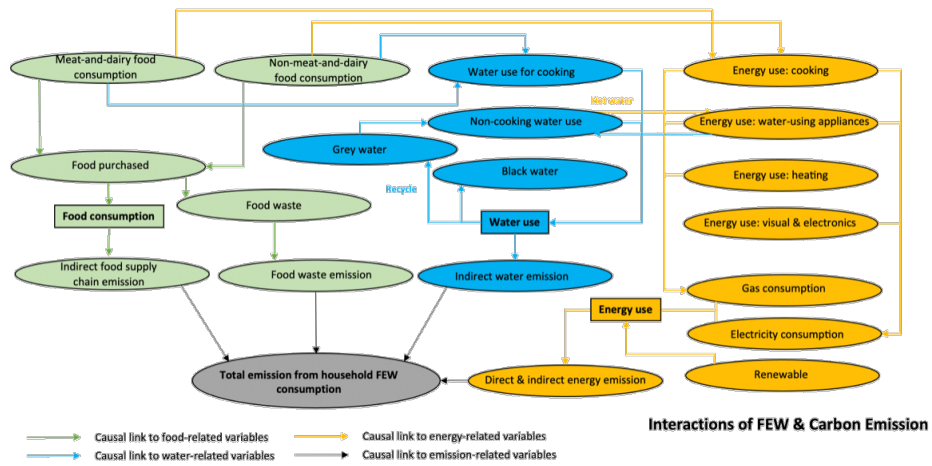 Meat-and-dairy food
consumption
Non-meat-and-dairy
food consumption
Water use for cooking
Energy use: cooking
Hot water
Non-cooking water use
Energy use: water-using appliances
Grey water
Food purchased
Black water
Energy use: heating
Recycle
Food waste
Food consumption
Water use
Energy use: visual & electronics
Indirect food supply
chain emission
Food waste emission
Indirect water emission
Gas consumption
Energy use
Electricity consumption
Total emission from household FEW
consumption
Direct & indirect energy emission
Renewable
Interactions of FEW & Carbon Emission
Causal link to food-related variables
Causal link to energy-related variables
Causal link to water-related variables
Causal link to emission-related variables